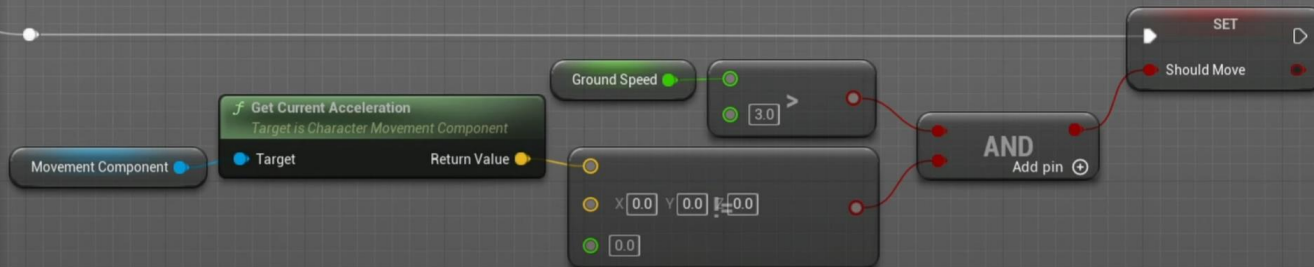 SET
Should Move
Ground Speed
>
3.0
f Get Current Acceleration
Target is Character Movement Component
Movement Component
Target
Return Value
AND
Add pin
X 0.0 Y 0.0 != 0.0
0.0